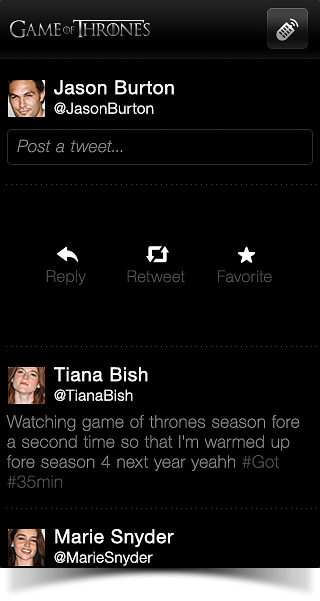 GAME OF THRONES
Jason Burton
@JasonBurton
Post a tweet...
Reply Retweet Favorite
Tiana Bish
@TianaBish
Watching game of thrones season fore
a second time so that I'm warmed up
fore season 4 next year yeahh #Got
#35min
Marie Snyder
@MarieSnyder